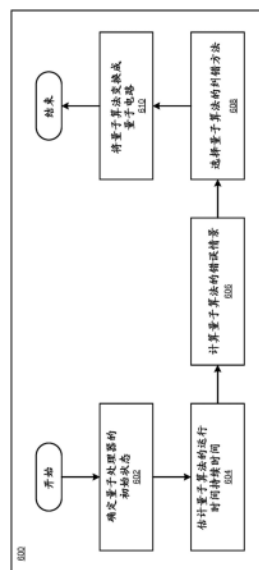 600
开始
确定量子处理器的
初始状态
602
估计量子算法的运行
时间持续时间
604
计算量子算法的错误情景
606
选择量子算法的纠错方法
608
将量子算法变换成
量子电路
610
结束